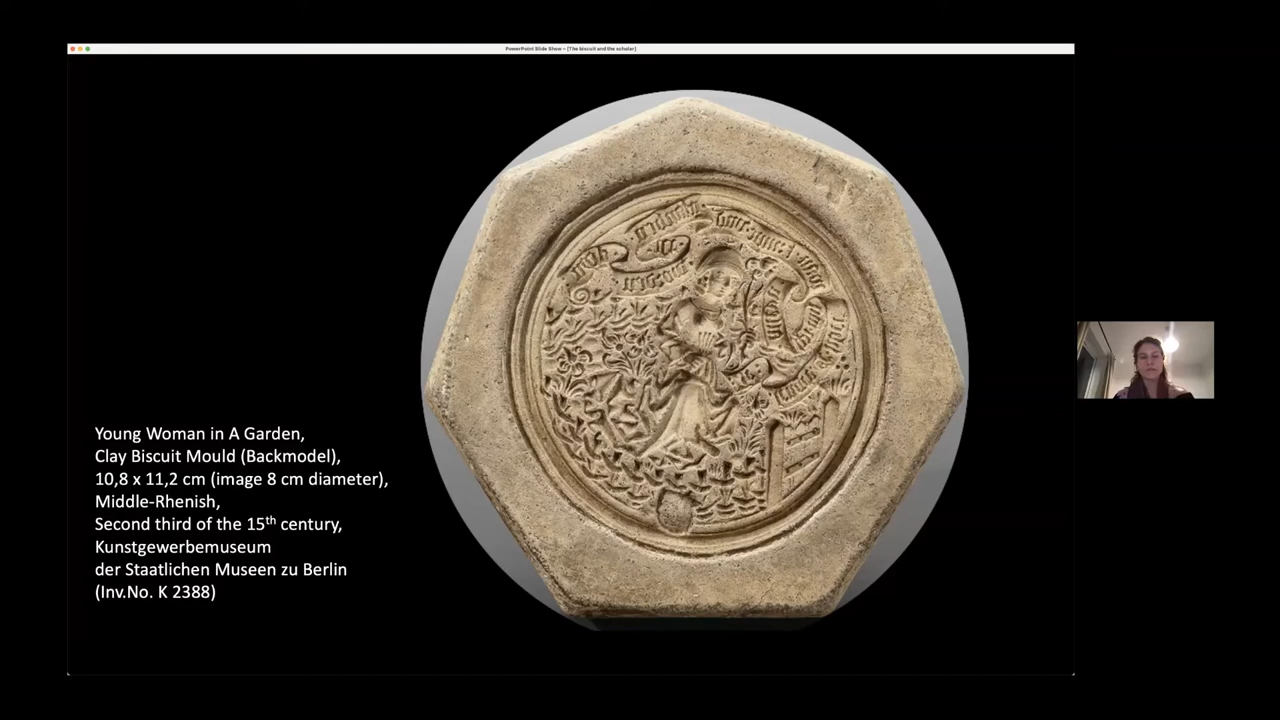 PowerPoint Slide Show – [The biscuit and the scholar]
Young Woman in A Garden,
Clay Biscuit Mould (Backmodel),
10,8 x 11,2 cm (image 8 cm diameter),
Middle-Rhenish,
Second third of the 15th century,
Kunstgewerbemuseum
der Staatlichen Museen zu Berlin
(Inv.No. K 2388)